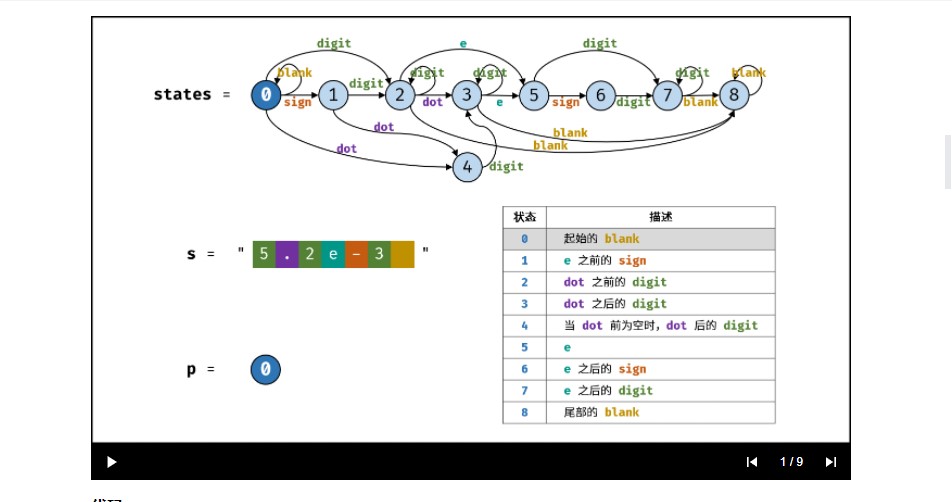 digit e digit
blank digit digit digit blank
digit
states = 0 1 2 3 5 6 7 8
sign dot e sign digit blank
dot blank
dot blank
4 digit
s = " 5 . 2 e - 3 "
p = 0
状态 描述
0 起始的 blank
1 e 之前的 sign
2 dot 之前的 digit
3 dot 之后的 digit
4 当 dot 前为空时，dot 后的 digit
5 e
6 e 之后的 sign
7 e 之后的 digit
8 尾部的 blank
1 / 9